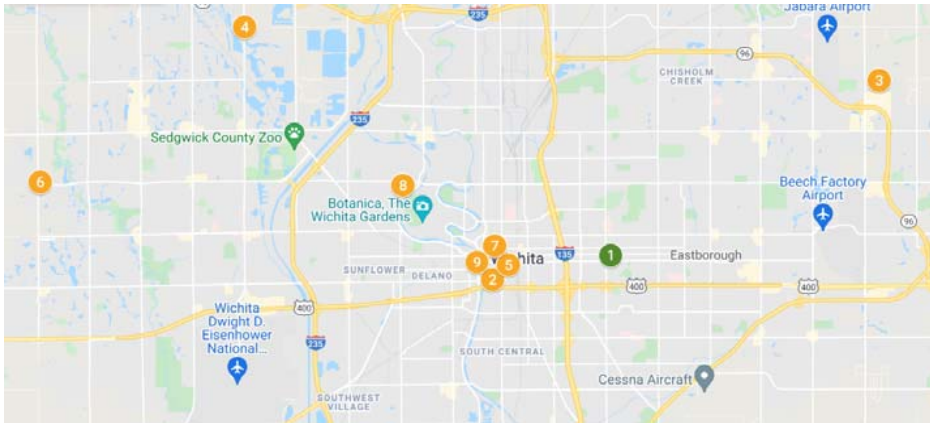 4
235
Jabara Airport
96
CHISHOLM
CREEK
3
235
Sedgwick County Zoo
6
8
Botanica, The
Wichita Gardens
Beech Factory
Airport
96
7
9
5
2
135
1
Eastborough
SUNFLOWER
DELANO
400
400
400
Wichita
Dwight D.
Eisenhower
National...
235
SOUTH CENTRAL
Cessna Aircraft
SOUTHWEST
VILLAGE